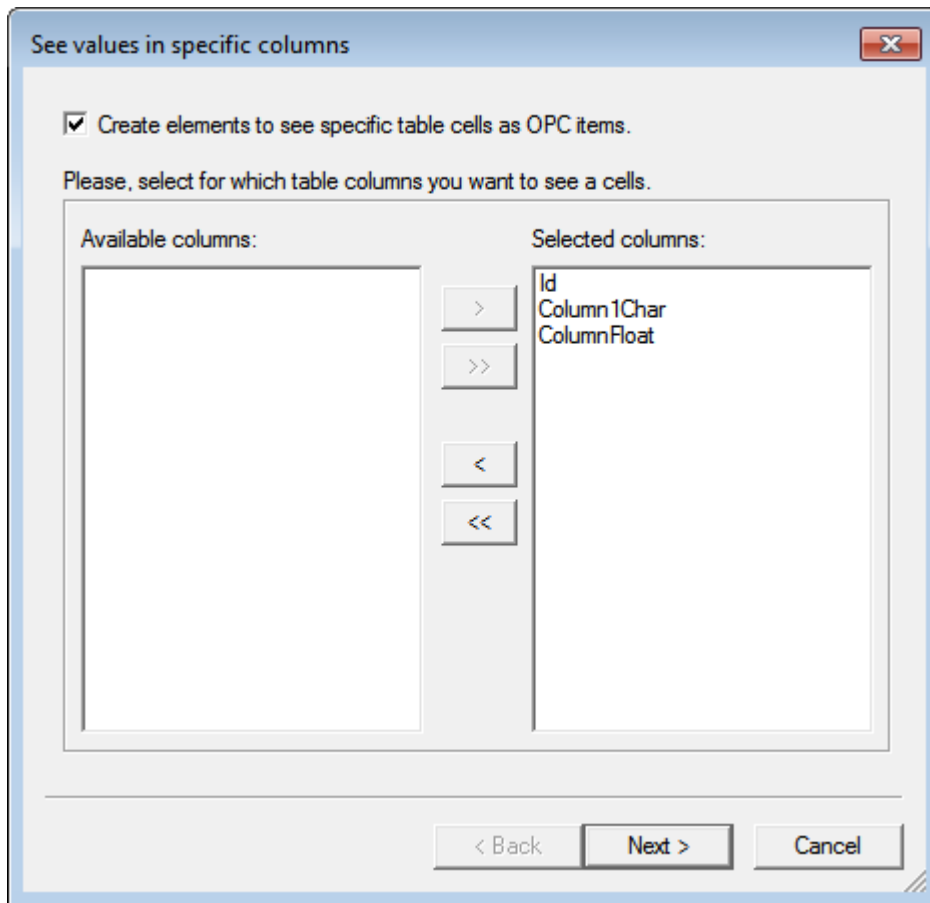 See values in specific columns
Create elements to see specific table cells as OPC items.
Please, select for which table columns you want to see a cells.
Available columns:
Selected columns:
Id
Column1Char
ColumnFloat
>
>>
<
<<
< Back
Next >
Cancel